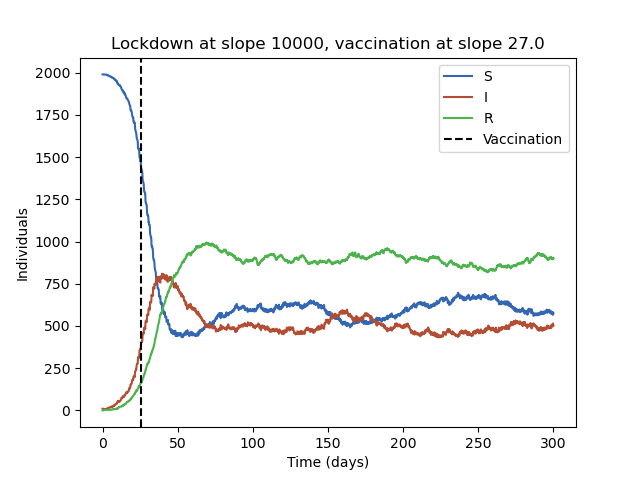 Lockdown at slope 10000, vaccination at slope 27.0
2000
1750
1500
1250
1000
750
500
250
0
Individuals
S
I
R
Vaccination
0 50 100 150 200 250 300
Time (days)